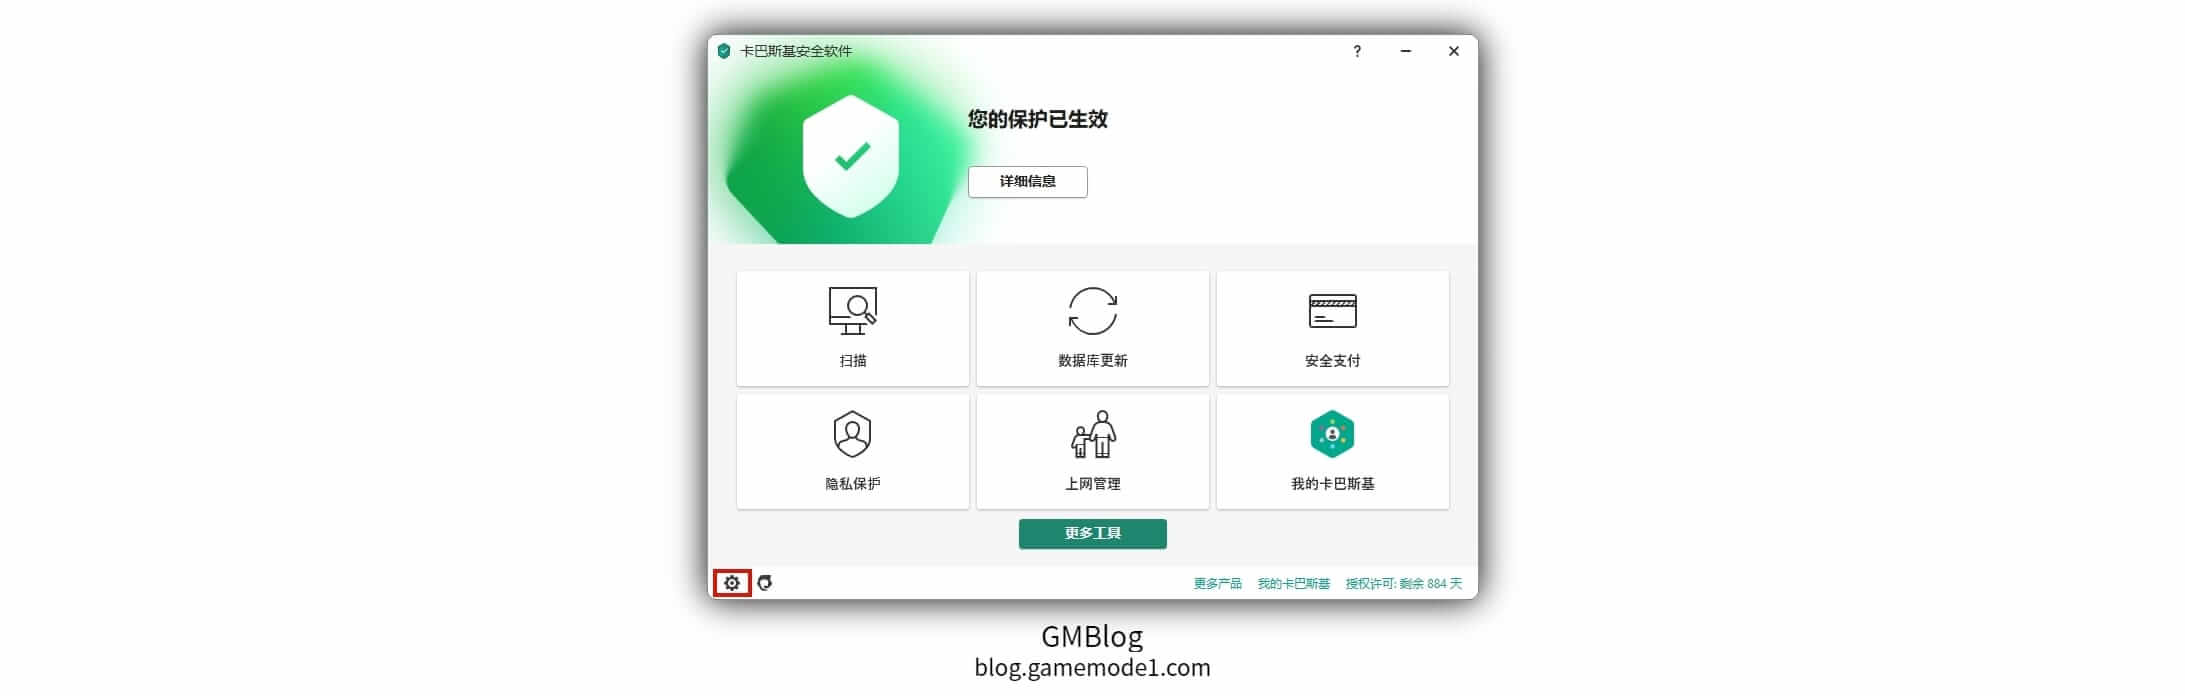 卡巴斯基安全软件
?
您的保护已生效
详细信息
扫描
数据库更新
安全支付
隐私保护
上网管理
我的卡巴斯基
更多工具
更多产品 我的卡巴斯基 授权许可: 剩余 884 天
GMBlog
blog.gamemode1.com